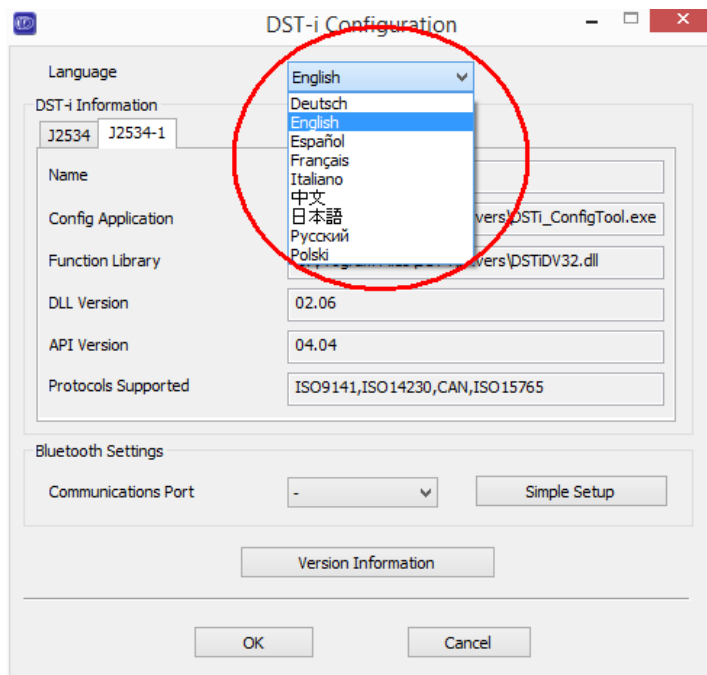 DST-i Configuration
Language
English
Deutsch
English
Español
Français
Italiano
中文
日本語
Русский
Polski
DST-i Information
J2534
J2534-1
Name
Config Application
vers\DSTi_ConfigTool.exe
Function Library
vers\DSTiDV32.dll
DLL Version
02.06
API Version
04.04
Protocols Supported
ISO9141,ISO14230,CAN,ISO15765
Bluetooth Settings
Communications Port
-
Simple Setup
Version Information
OK
Cancel